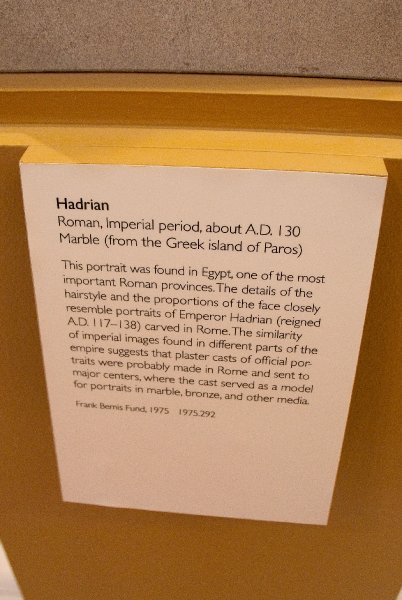 Hadrian
Roman, Imperial period, about A.D. 130
Marble (from the Greek island of Paros)
This portrait was found in Egypt, one of the most
important Roman provinces. The details of the
hairstyle and the proportions of the face closely
resemble portraits of Emperor Hadrian (reigned
A.D. 117–138) carved in Rome. The similarity
of imperial images found in different parts of the
empire suggests that plaster casts of official por-
traits were probably made in Rome and sent to
major centers, where the cast served as a model
for portraits in marble, bronze, and other media.
Frank Bemis Fund, 1975 1975.292